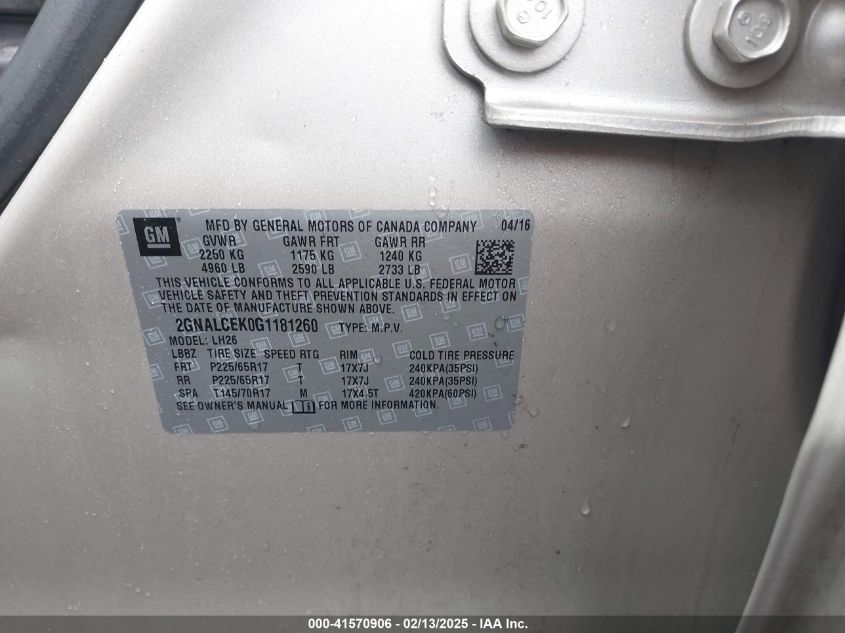 10.
8.01
GM
MFD BY GENERAL MOTORS OF CANADA COMPANY 04/16
GVWR GAWR FRT GAWR RR
2250 KG 1175 KG 1240 KG
4960 LB 2590 LB 2733 LB
THIS VEHICLE CONFORMS TO ALL APPLICABLE U.S. FEDERAL MOTOR
VEHICLE SAFETY AND THEFT PREVENTION STANDARDS IN EFFECT ON
THE DATE OF MANUFACTURE SHOWN ABOVE.
2GNALCEK0G1181260 TYPE: M.P.V.
MODEL: LH26
LBBZ TIRE SIZE SPEED RTG RIM COLD TIRE PRESSURE
FRT P225/65R17 T 17X7J 240KPA(35PSI)
RR P225/65R17 T 17X7J 240KPA(35PSI)
SPA T145/70R17 M 17X4.5T 420KPA(60PSI)
SEE OWNER'S MANUAL FOR MORE INFORMATION.
000-41570906 - 02/13/2025 - IAA Inc.